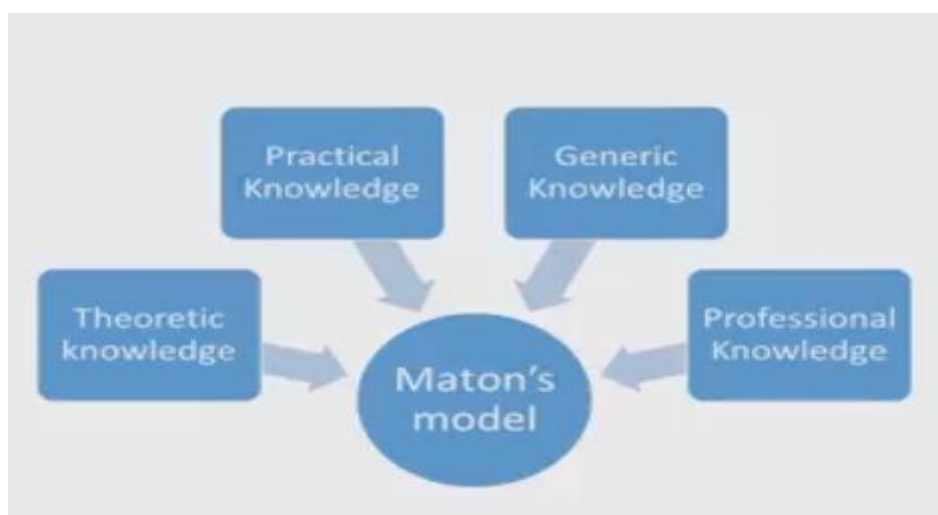 Practical
Knowledge
Generic
Knowledge
Theoretic
knowledge
Professional
Knowledge
Maton's
model